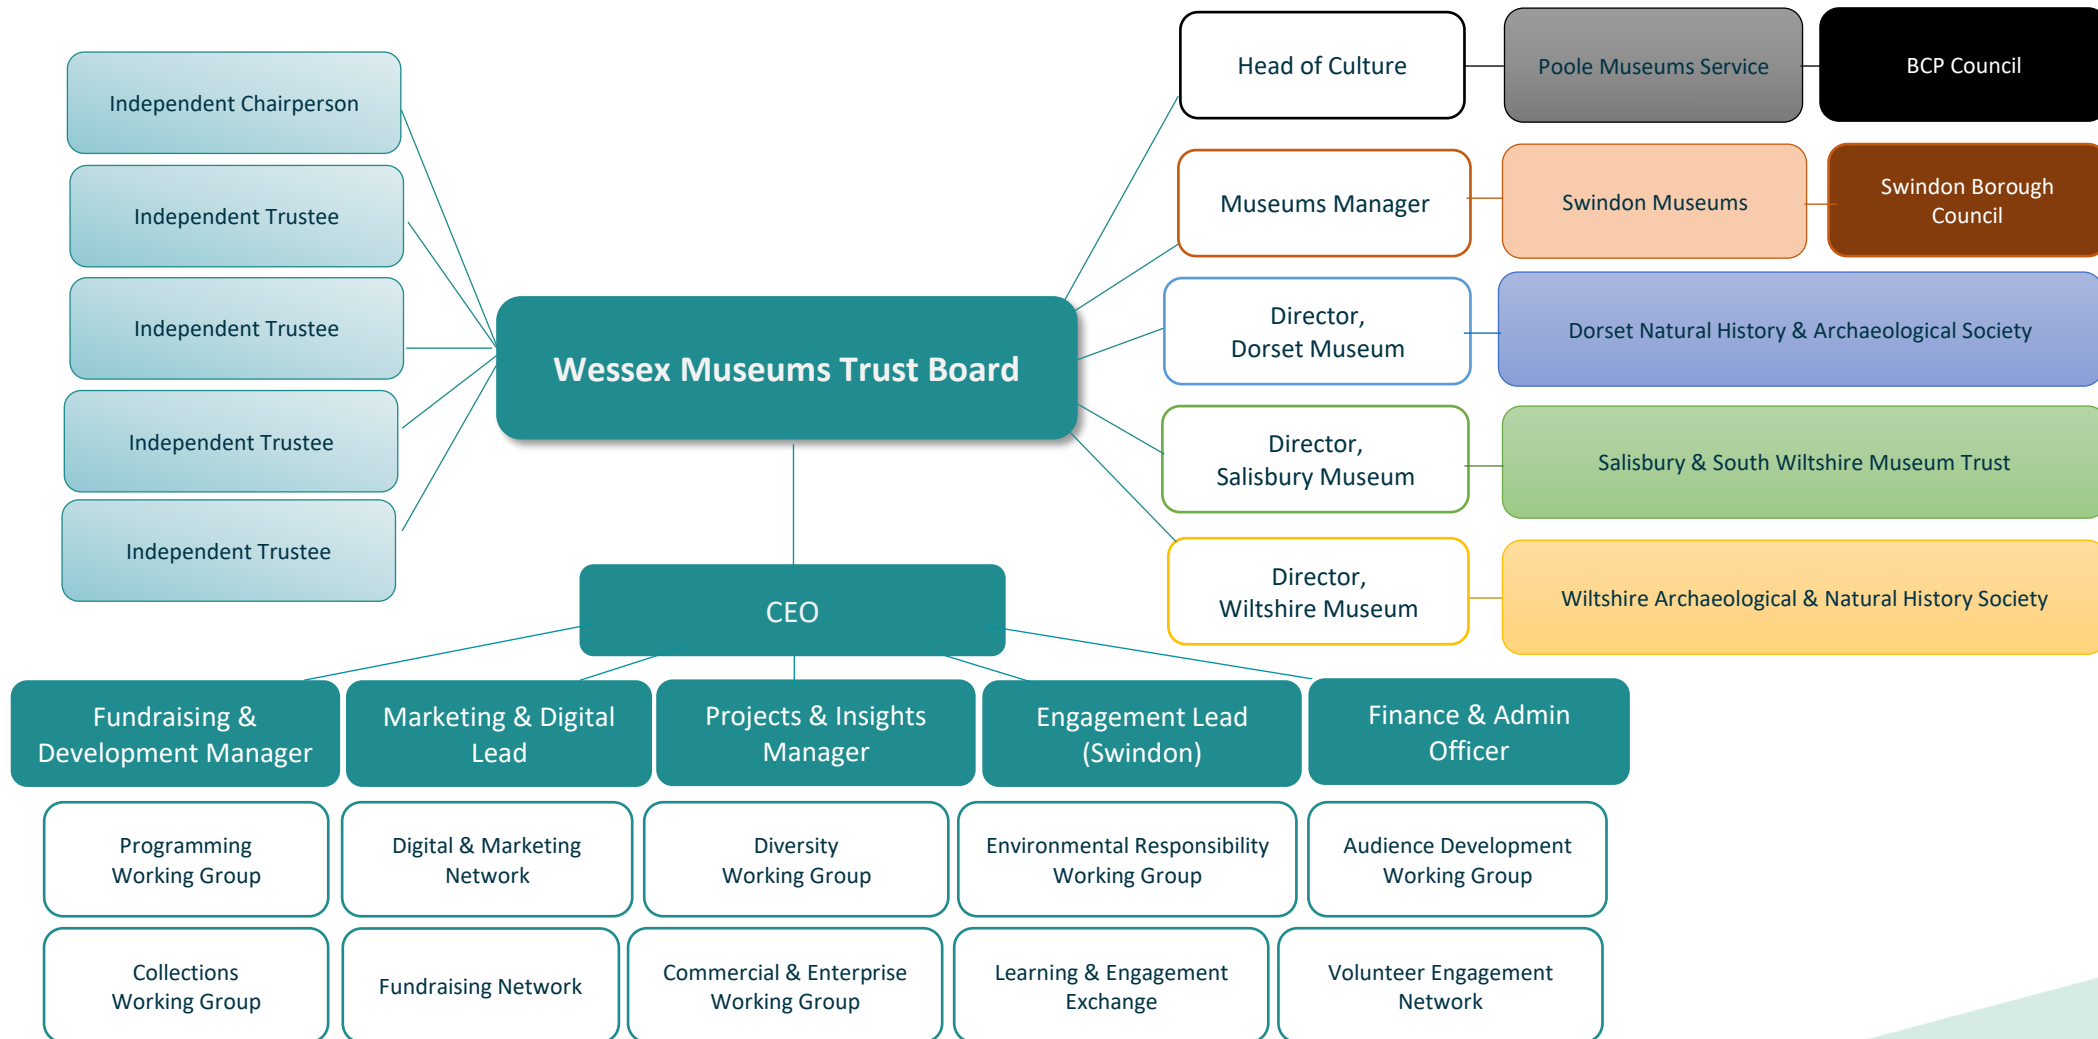 Independent Chairperson
Independent Trustee
Independent Trustee
Independent Trustee
Independent Trustee
Wessex Museums Trust Board
Head of Culture
Poole Museums Service
BCP Council
Museums Manager
Swindon Museums
Swindon Borough
Council
Director,
Dorset Museum
Dorset Natural History & Archaeological Society
Director,
Salisbury Museum
Salisbury & South Wiltshire Museum Trust
Director,
Wiltshire Museum
Wiltshire Archaeological & Natural History Society
CEO
Fundraising &
Development Manager
Marketing & Digital
Lead
Projects & Insights
Manager
Engagement Lead
(Swindon)
Finance & Admin
Officer
Programming
Working Group
Digital & Marketing
Network
Diversity
Working Group
Environmental Responsibility
Working Group
Audience Development
Working Group
Collections
Working Group
Fundraising Network
Commercial & Enterprise
Working Group
Learning & Engagement
Exchange
Volunteer Engagement
Network